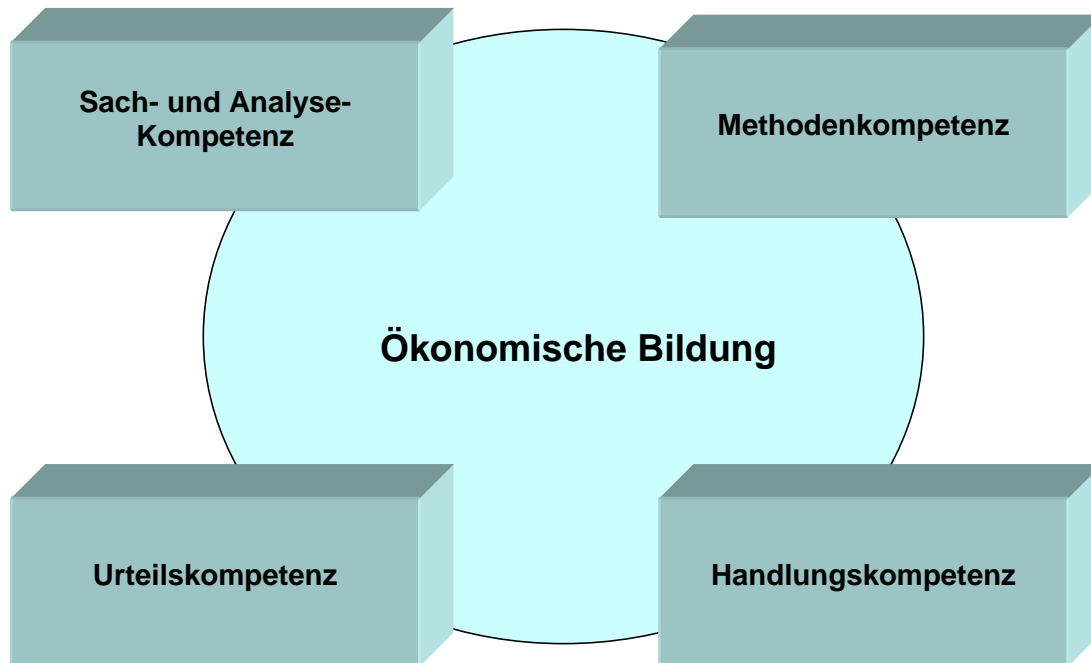 Sach- und Analyse-
Kompetenz
Methodenkompetenz
Ökonomische Bildung
Urteilskompetenz
Handlungskompetenz